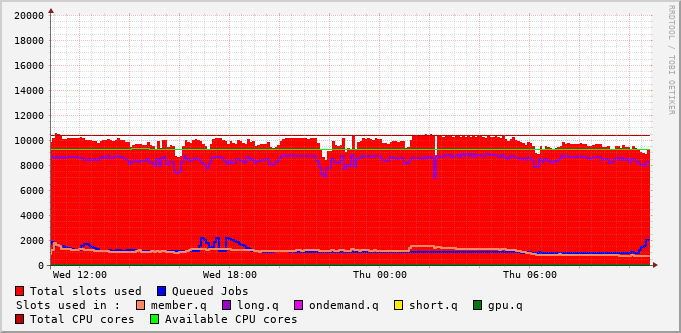 20000
18000
16000
14000
12000
10000
8000
6000
4000
2000
0
Wed 12:00 Wed 18:00 Thu 00:00 Thu 06:00
RRDTOOL / TOBI OETIKER
Total slots used Queued Jobs
Slots used in : member.q long.q ondemand.q short.q gpu.q
Total CPU cores Available CPU cores